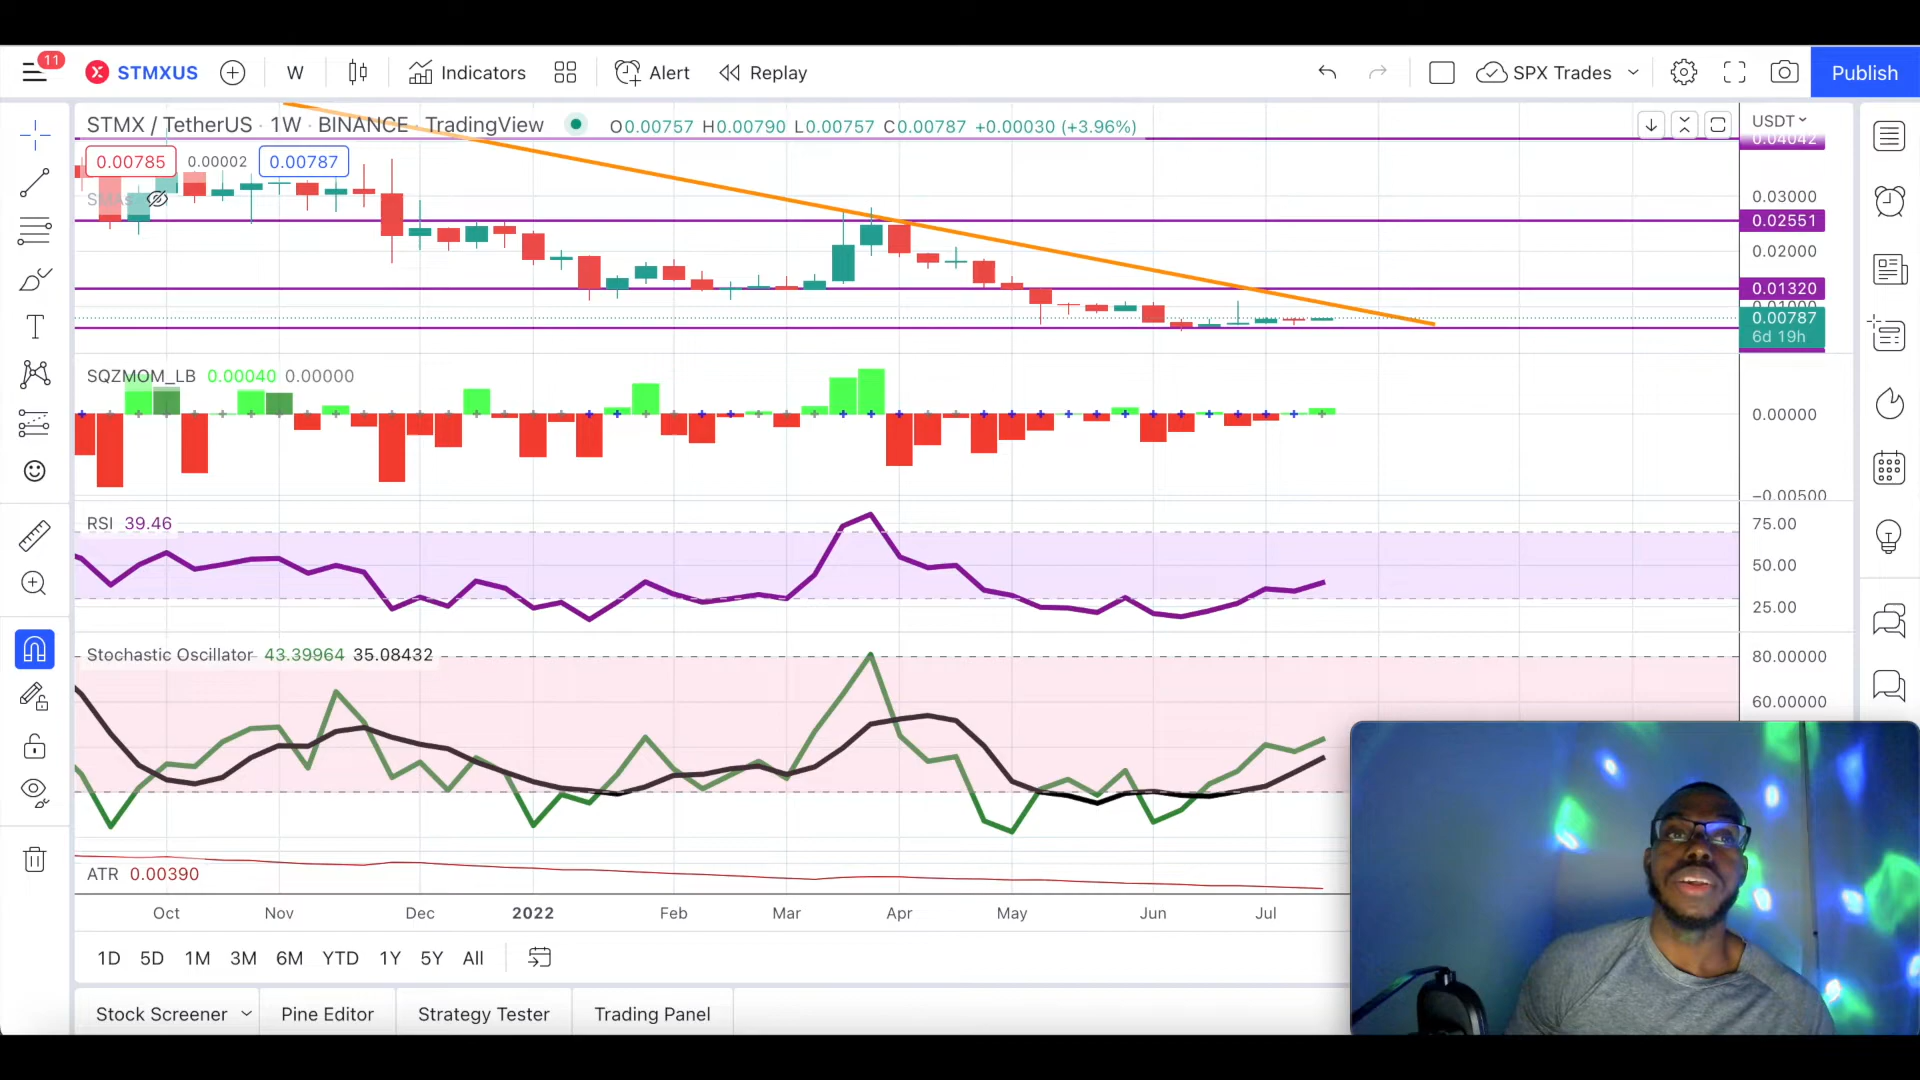 11
STMXUS
W
Indicators
Alert
Replay
SPX Trades
Publish
STMX / TetherUS · 1W · BINANCE TradingView
O0.00757 H0.00790 L0.00757 C0.00787 +0.00030 (+3.96%)
USDT
0.04042
0.00785 0.00002 0.00787
SMAs
0.03000
0.02551
0.02000
0.01320
0.01000
0.00787
6d 19h
SQZMOM_LB 0.00040 0.00000
0.00000
−0.00500
RSI 39.46
75.00
50.00
25.00
Stochastic Oscillator 43.39964 35.08432
80.00000
60.00000
ATR 0.00390
Oct Nov Dec 2022 Feb Mar Apr May Jun Jul
1D 5D 1M 3M 6M YTD 1Y 5Y All
Stock Screener Pine Editor Strategy Tester Trading Panel